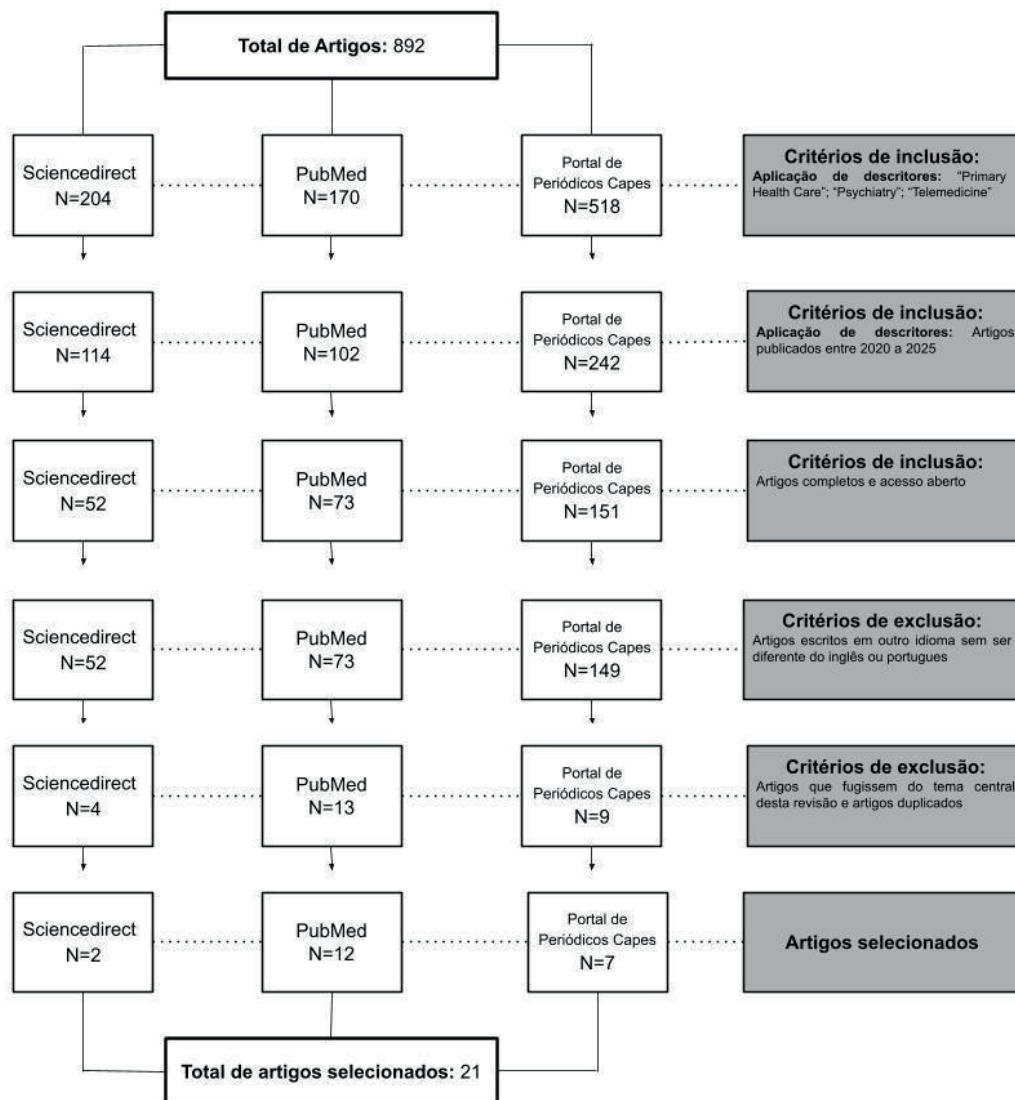 Total de Artigos: 892
Sciencedirect
N=204
PubMed
N=170
Portal de
Periódicos Capes
N=518
Critérios de inclusão:
Aplicação de descritores: "Primary
Health Care"; "Psychiatry"; "Telemedicine"
Sciencedirect
N=114
PubMed
N=102
Portal de
Periódicos Capes
N=242
Critérios de inclusão:
Aplicação de descritores: Artigos
publicados entre 2020 a 2025
Sciencedirect
N=52
PubMed
N=73
Portal de
Periódicos Capes
N=151
Critérios de inclusão:
Artigos completos e acesso aberto
Sciencedirect
N=52
PubMed
N=73
Portal de
Periódicos Capes
N=149
Critérios de exclusão:
Artigos escritos em outro idioma sem ser
diferente do inglês ou portugues
Sciencedirect
N=4
PubMed
N=13
Portal de
Periódicos Capes
N=9
Critérios de exclusão:
Artigos que fugissem do tema central
desta revisão e artigos duplicados
Sciencedirect
N=2
PubMed
N=12
Portal de
Periódicos Capes
N=7
Artigos selecionados
Total de artigos selecionados: 21